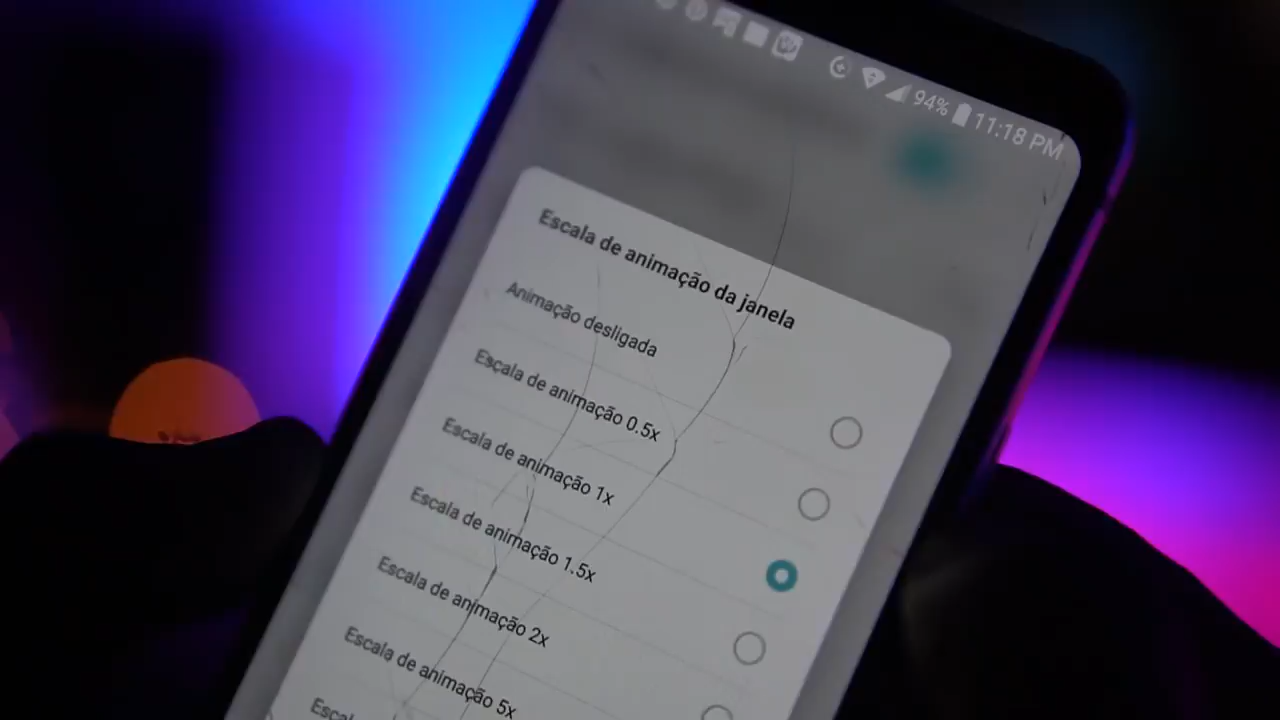 94% 11:18 PM
Escala de animação da janela
Animação desligada
Escala de animação 0.5x
Escala de animação 1x
Escala de animação 1.5x
Escala de animação 2x
Escala de animação 5x